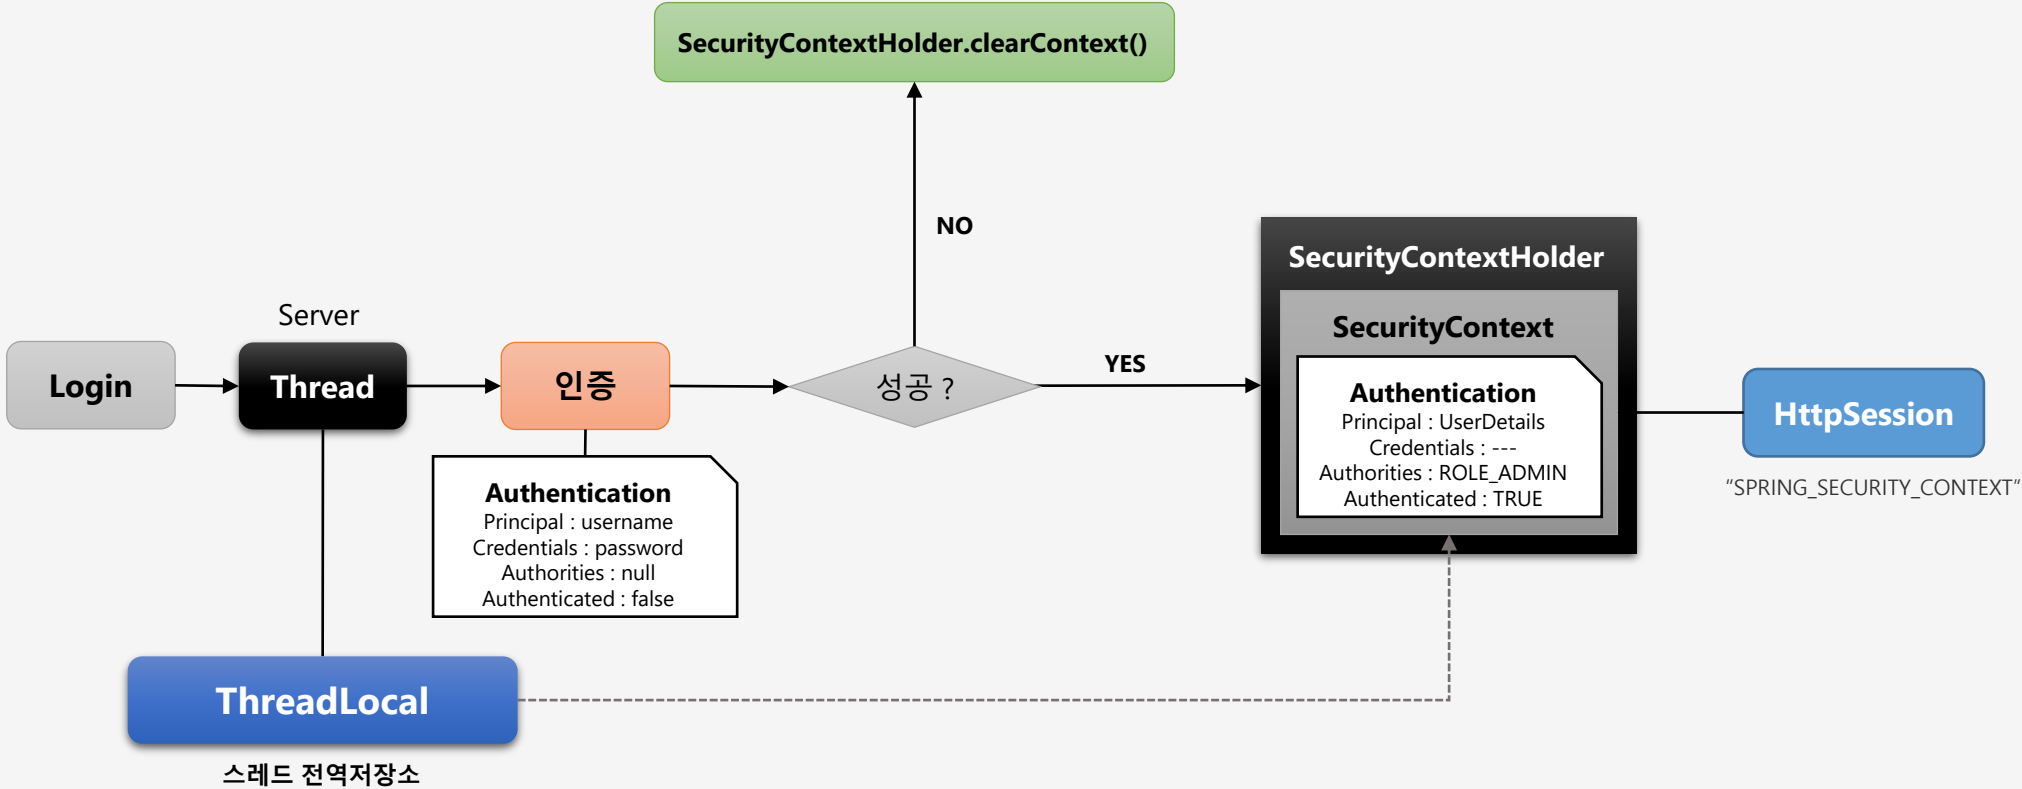 SecurityContextHolder.clearContext()
NO
Server
Login
Thread
인증
성공 ?
YES
SecurityContextHolder
SecurityContext
Authentication
Principal : UserDetails
Credentials : ---
Authorities : ROLE_ADMIN
Authenticated : TRUE
HttpSession
“SPRING_SECURITY_CONTEXT“
Authentication
Principal : username
Credentials : password
Authorities : null
Authenticated : false
ThreadLocal
스레드 전역저장소